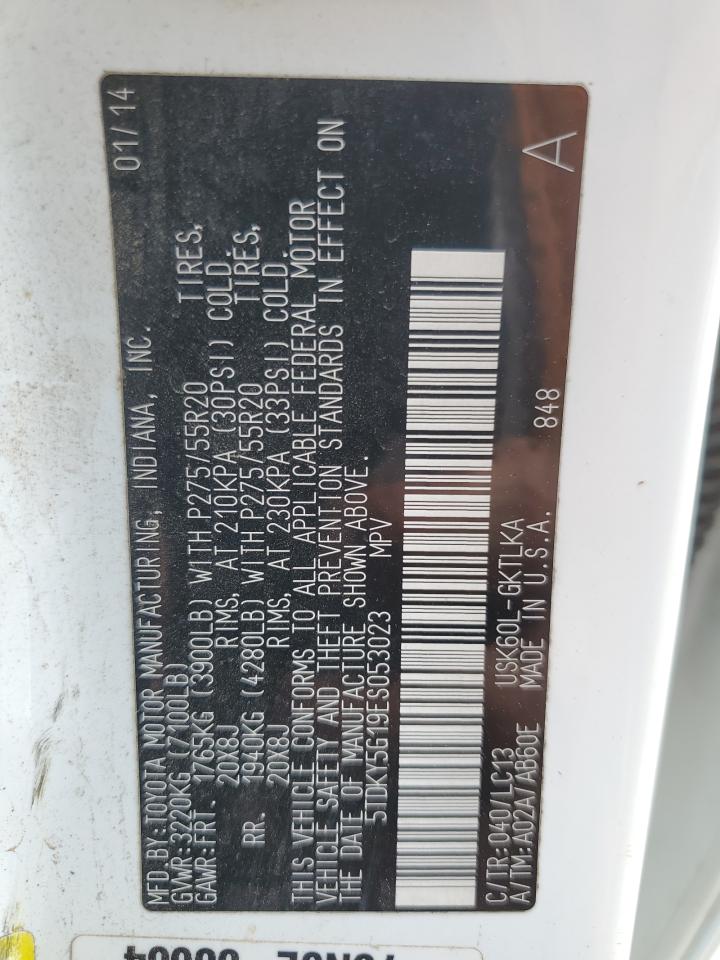 MFD.BY:TOYOTA MOTOR MANUFACTURING, INDIANA, INC. 01/14
GVWR:3220KG (7100LB)
GAWR:FRT. 1765KG (3900LB) WITH P275/55R20 TIRES,
20X8J RIMS, AT 210KPA (30PSI) COLD.
RR. 1940KG (4280LB) WITH P275/55R20 TIRES,
20X8J RIMS, AT 230KPA (33PSI) COLD.
THIS VEHICLE CONFORMS TO ALL APPLICABLE FEDERAL MOTOR
VEHICLE SAFETY AND THEFT PREVENTION STANDARDS IN EFFECT ON
THE DATE OF MANUFACTURE SHOWN ABOVE.
5TDKY5G19ES053023 MPV
C/TR:040/LC13 USK60L-GKTLKA
A/TM:A02A/AB60E MADE IN U.S.A. 848 A